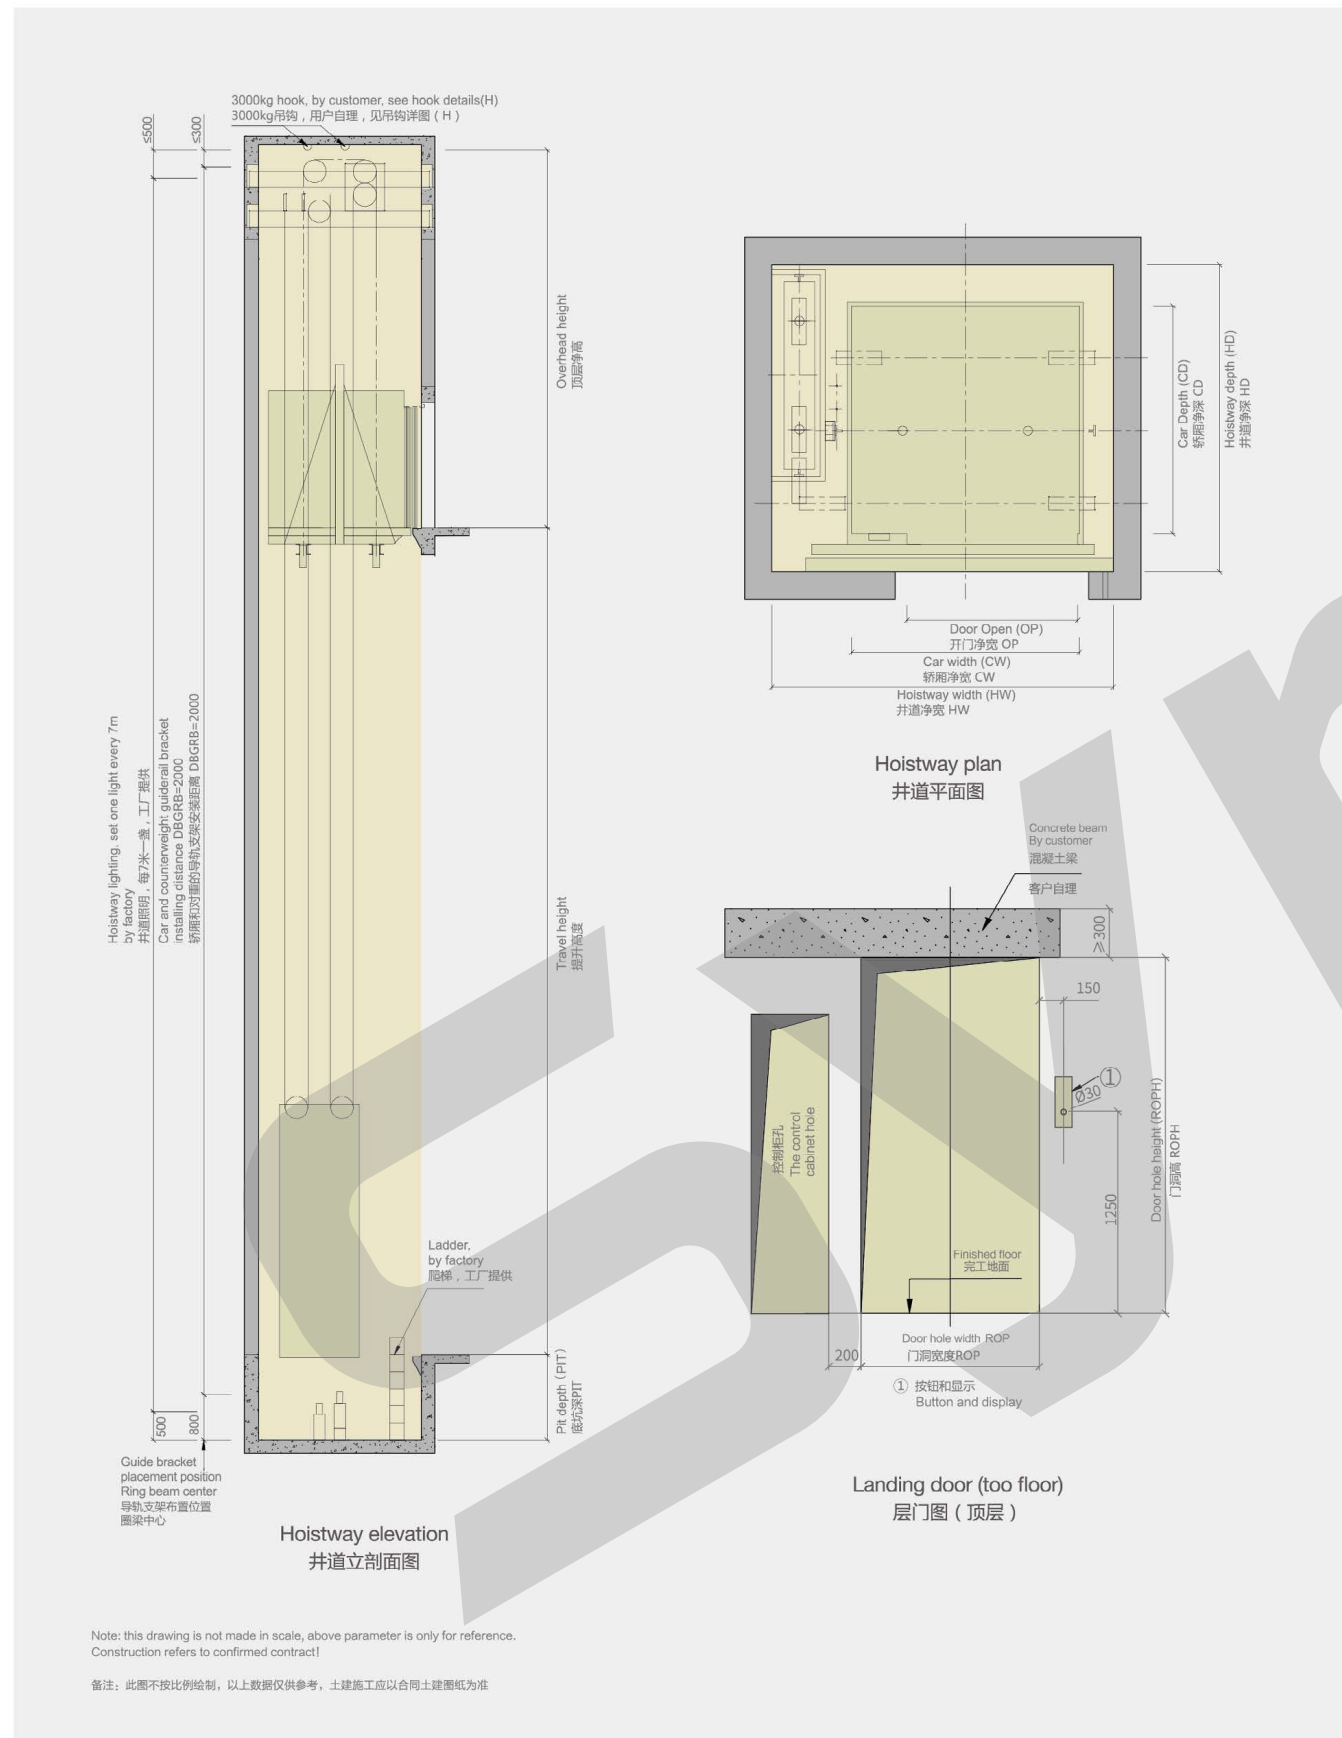 3000kg hook, by customer, see hook details(H)
3000kg吊钩，用户自理，见吊钩详图（H）
≤500
≤300
Overhead height
顶层净高
Hoistway lighting, set one light every 7m
by factory
井道照明，每7米一盏，工厂提供
Car and counterweight guiderail bracket
installing distance DBGRB=2000
轿厢和对重的导轨支架安装距离 DBGRB=2000
Travel height
提升高度
Ladder,
by factory
爬梯，工厂提供
Pit depth (PIT)
底坑深PIT
500
800
Guide bracket
placement position
Ring beam center
导轨支架布置位置
圈梁中心
Hoistway elevation
井道立剖面图
Car Depth (CD)
轿厢净深 CD
Hoistway depth (HD)
井道净深 HD
Door Open (OP)
开门净宽 OP
Car width (CW)
轿厢净宽 CW
Hoistway width (HW)
井道净宽 HW
Hoistway plan
井道平面图
Concrete beam
By customer
混凝土梁
客户自理
≥300
150
①
Ø30
控制柜孔
The control
cabinet hole
1250
Door hole height (ROPH)
门洞高 ROPH
Finished floor
完工地面
Door hole width ROP
200
门洞宽度ROP
① 按钮和显示
Button and display
Landing door (too floor)
层门图（顶层）
Note: this drawing is not made in scale, above parameter is only for reference.
Construction refers to confirmed contract!
备注：此图不按比例绘制，以上数据仅供参考，土建施工应以合同土建图纸为准